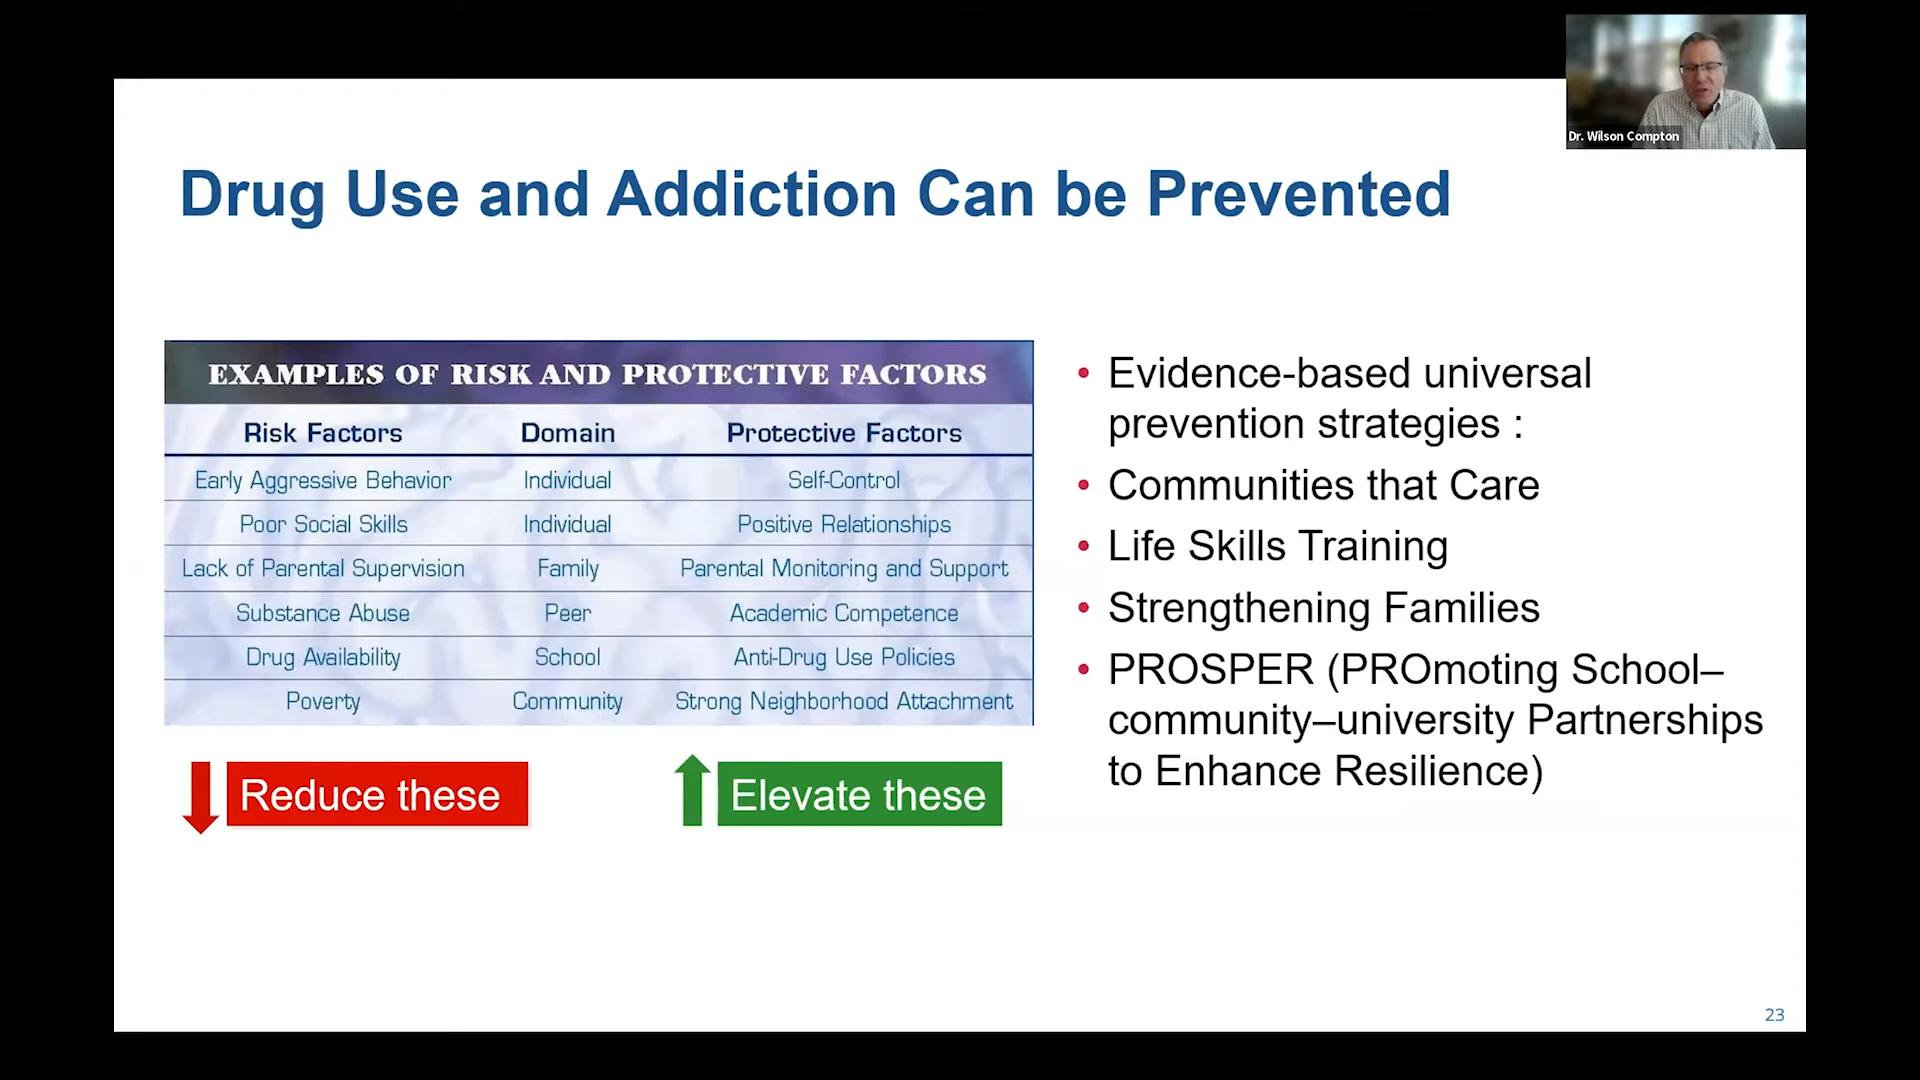 Dr. Wilson Compton
Drug Use and Addiction Can be Prevented
EXAMPLES OF RISK AND PROTECTIVE FACTORS
Risk Factors Domain Protective Factors
Early Aggressive Behavior Individual Self-Control
Poor Social Skills Individual Positive Relationships
Lack of Parental Supervision Family Parental Monitoring and Support
Substance Abuse Peer Academic Competence
Drug Availability School Anti-Drug Use Policies
Poverty Community Strong Neighborhood Attachment
Reduce these
Elevate these
• Evidence-based universal
prevention strategies :
• Communities that Care
• Life Skills Training
• Strengthening Families
• PROSPER (PROmoting School–
community–university Partnerships
to Enhance Resilience)
23